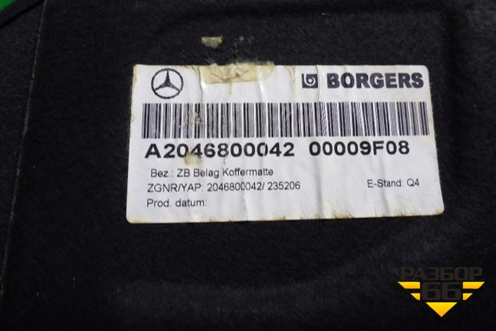 BORGERS
A2046800042 00009F08
Bez.: ZB Belag Koffermatte
ZGNR/YAP: 2046800042/ 235206 E-Stand: Q4
Prod. datum:
РАЗБОР
66